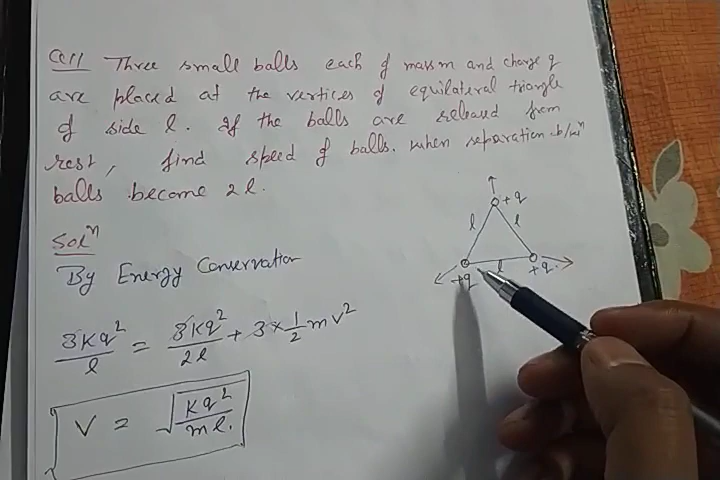 Q11 Three small balls each of mass m and charge q
are placed at the vertices of equilateral triangle
of side l. If the balls are released from
rest, find speed of balls. when separation b/wn
balls become 2l.
+q
l l
l
+q +q.
Soln
By Energy Conservation
3Kq²/l = 3Kq²/2l + 3 × 1/2 m v²
V = √Kq²/ml.